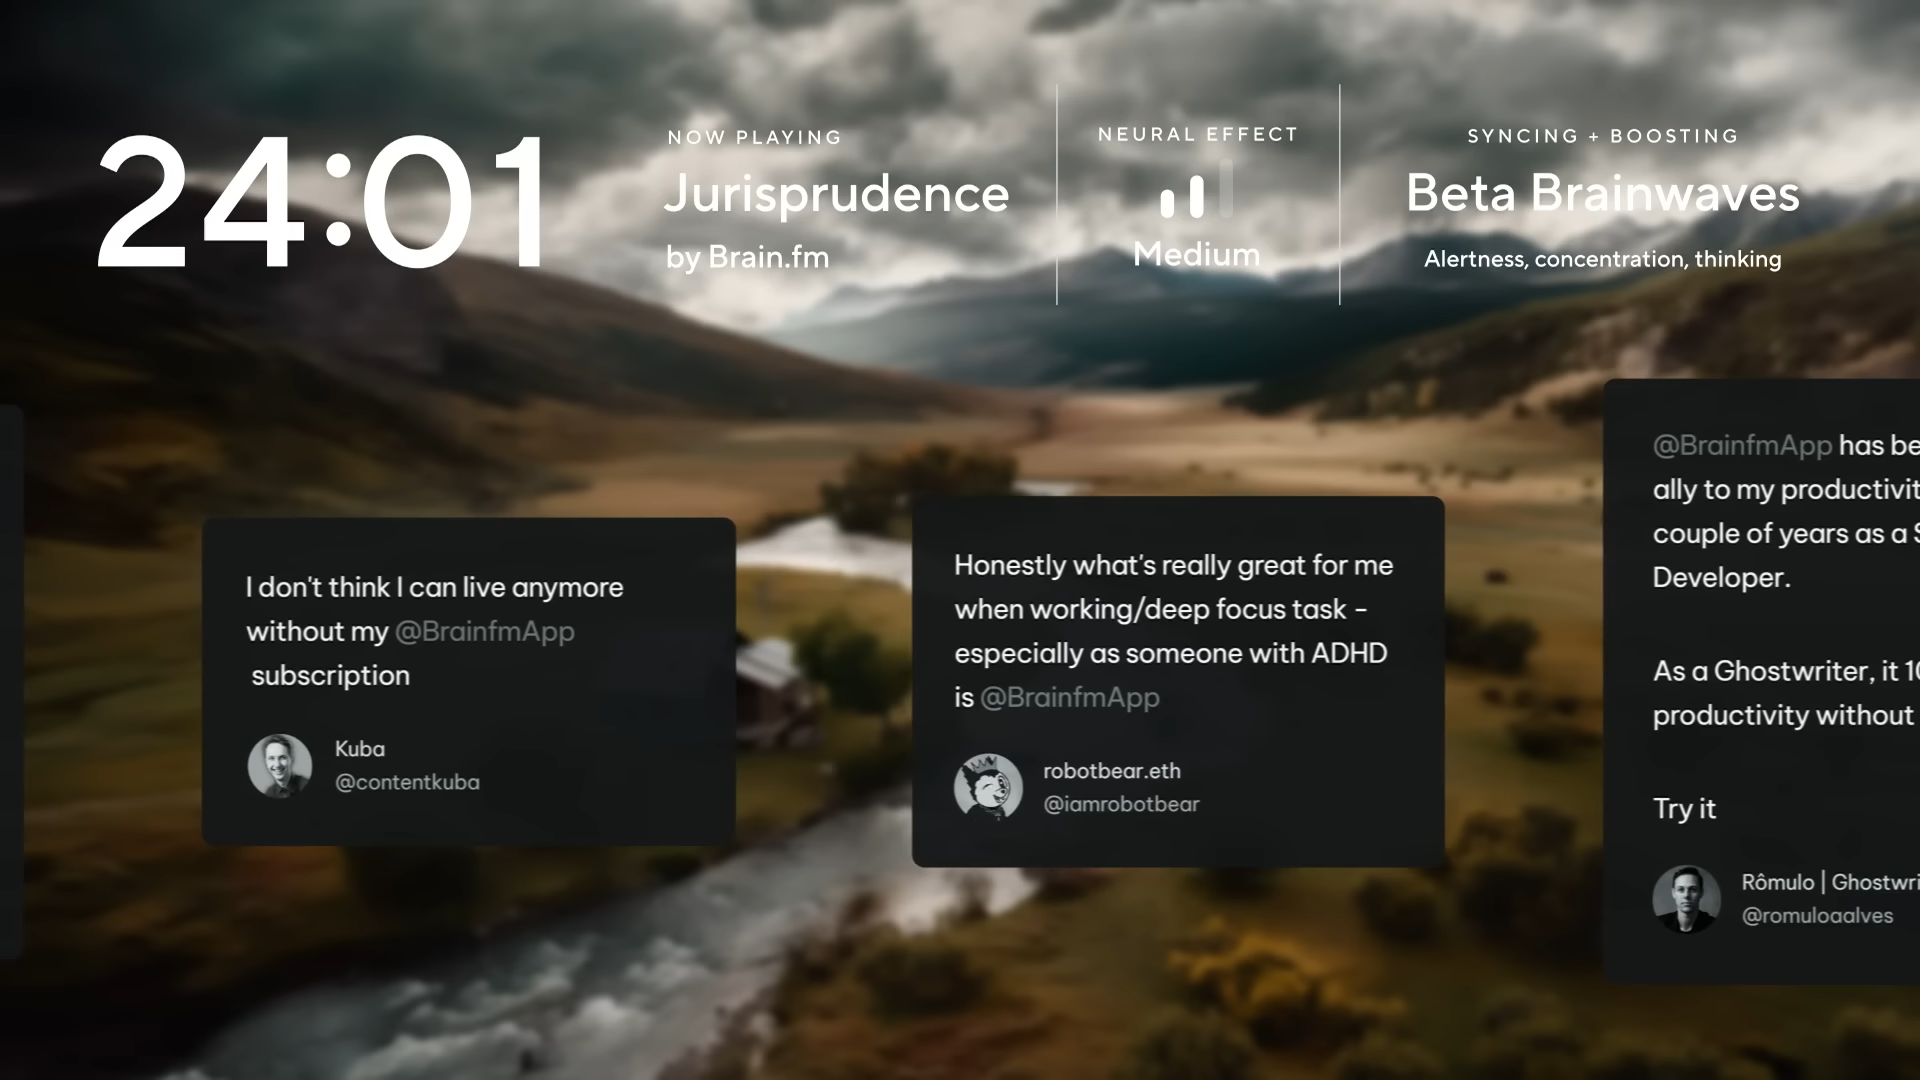 24:01
NOW PLAYING
Jurisprudence
by Brain.fm
NEURAL EFFECT
Medium
SYNCING + BOOSTING
Beta Brainwaves
Alertness, concentration, thinking
I don't think I can live anymore
without my @BrainfmApp
subscription
Kuba
@contentkuba
Honestly what's really great for me
when working/deep focus task -
especially as someone with ADHD
is @BrainfmApp
robotbear.eth
@iamrobotbear
@BrainfmApp has be
ally to my productivit
couple of years as a S
Developer.
As a Ghostwriter, it 10
productivity without
Try it
Rômulo | Ghostwri
@romuloaalves